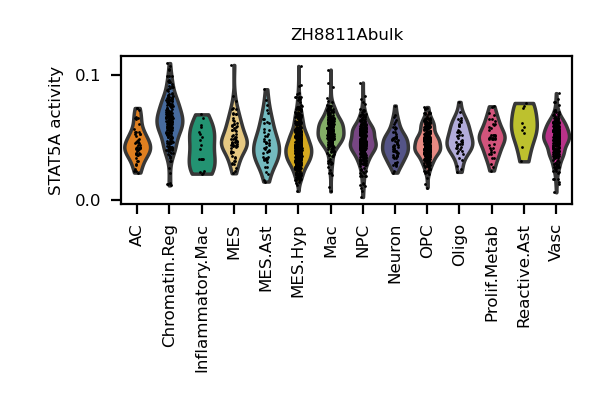 ZH8811Abulk
STAT5A activity
0.1
0.0
AC
Chromatin.Reg
Inflammatory.Mac
MES
MES.Ast
MES.Hyp
Mac
NPC
Neuron
OPC
Oligo
Prolif.Metab
Reactive.Ast
Vasc